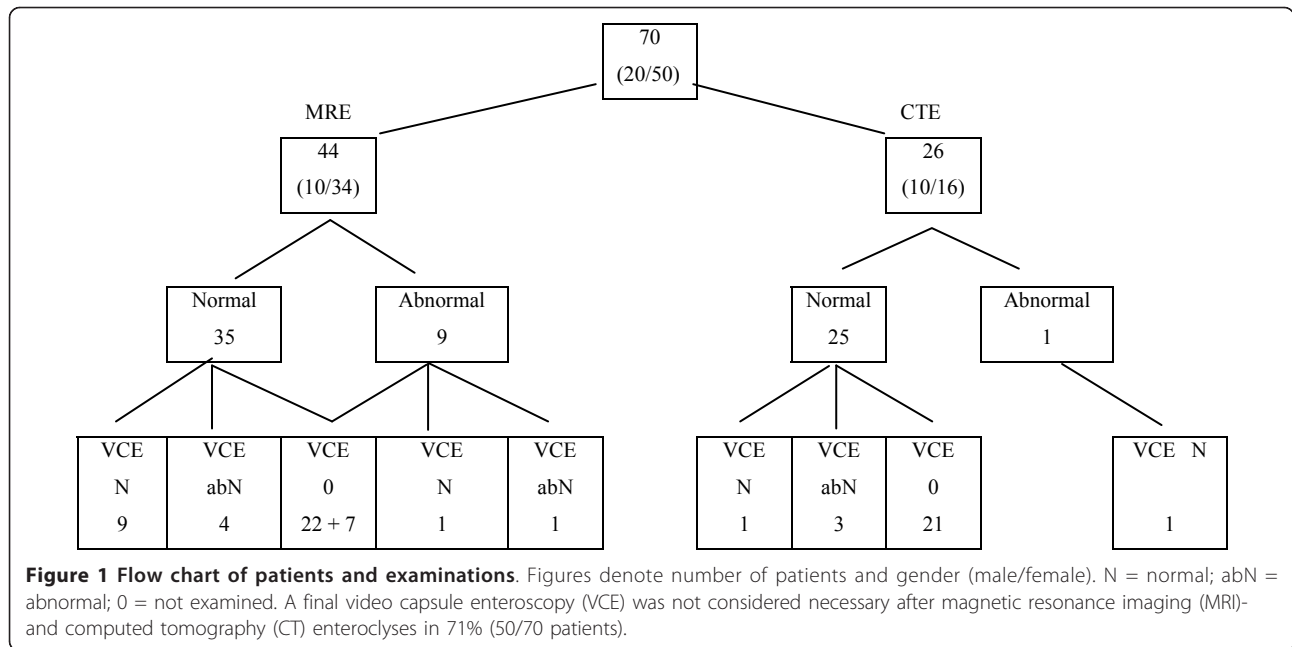 70
(20/50)
MRE
CTE
44
(10/34)
26
(10/16)
Normal
35
Abnormal
9
Normal
25
Abnormal
1
VCE
N
9
VCE
abN
4
VCE
0
22 + 7
VCE
N
1
VCE
abN
1
VCE
N
1
VCE
abN
3
VCE
0
21
VCE N
1
Figure 1 Flow chart of patients and examinations. Figures denote number of patients and gender (male/female). N = normal; abN =
abnormal; 0 = not examined. A final video capsule enteroscopy (VCE) was not considered necessary after magnetic resonance imaging (MRI)-
and computed tomography (CT) enteroclyses in 71% (50/70 patients).